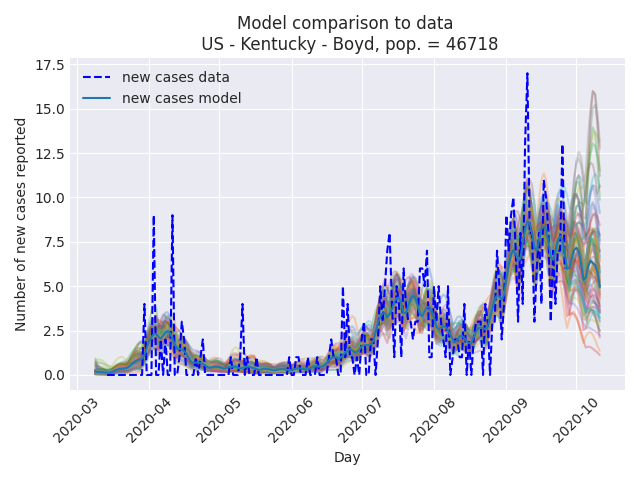 Model comparison to data
US - Kentucky - Boyd, pop. = 46718
new cases data
new cases model
Number of new cases reported
17.5
15.0
12.5
10.0
7.5
5.0
2.5
0.0
2020-03
2020-04
2020-05
2020-06
2020-07
2020-08
2020-09
2020-10
Day